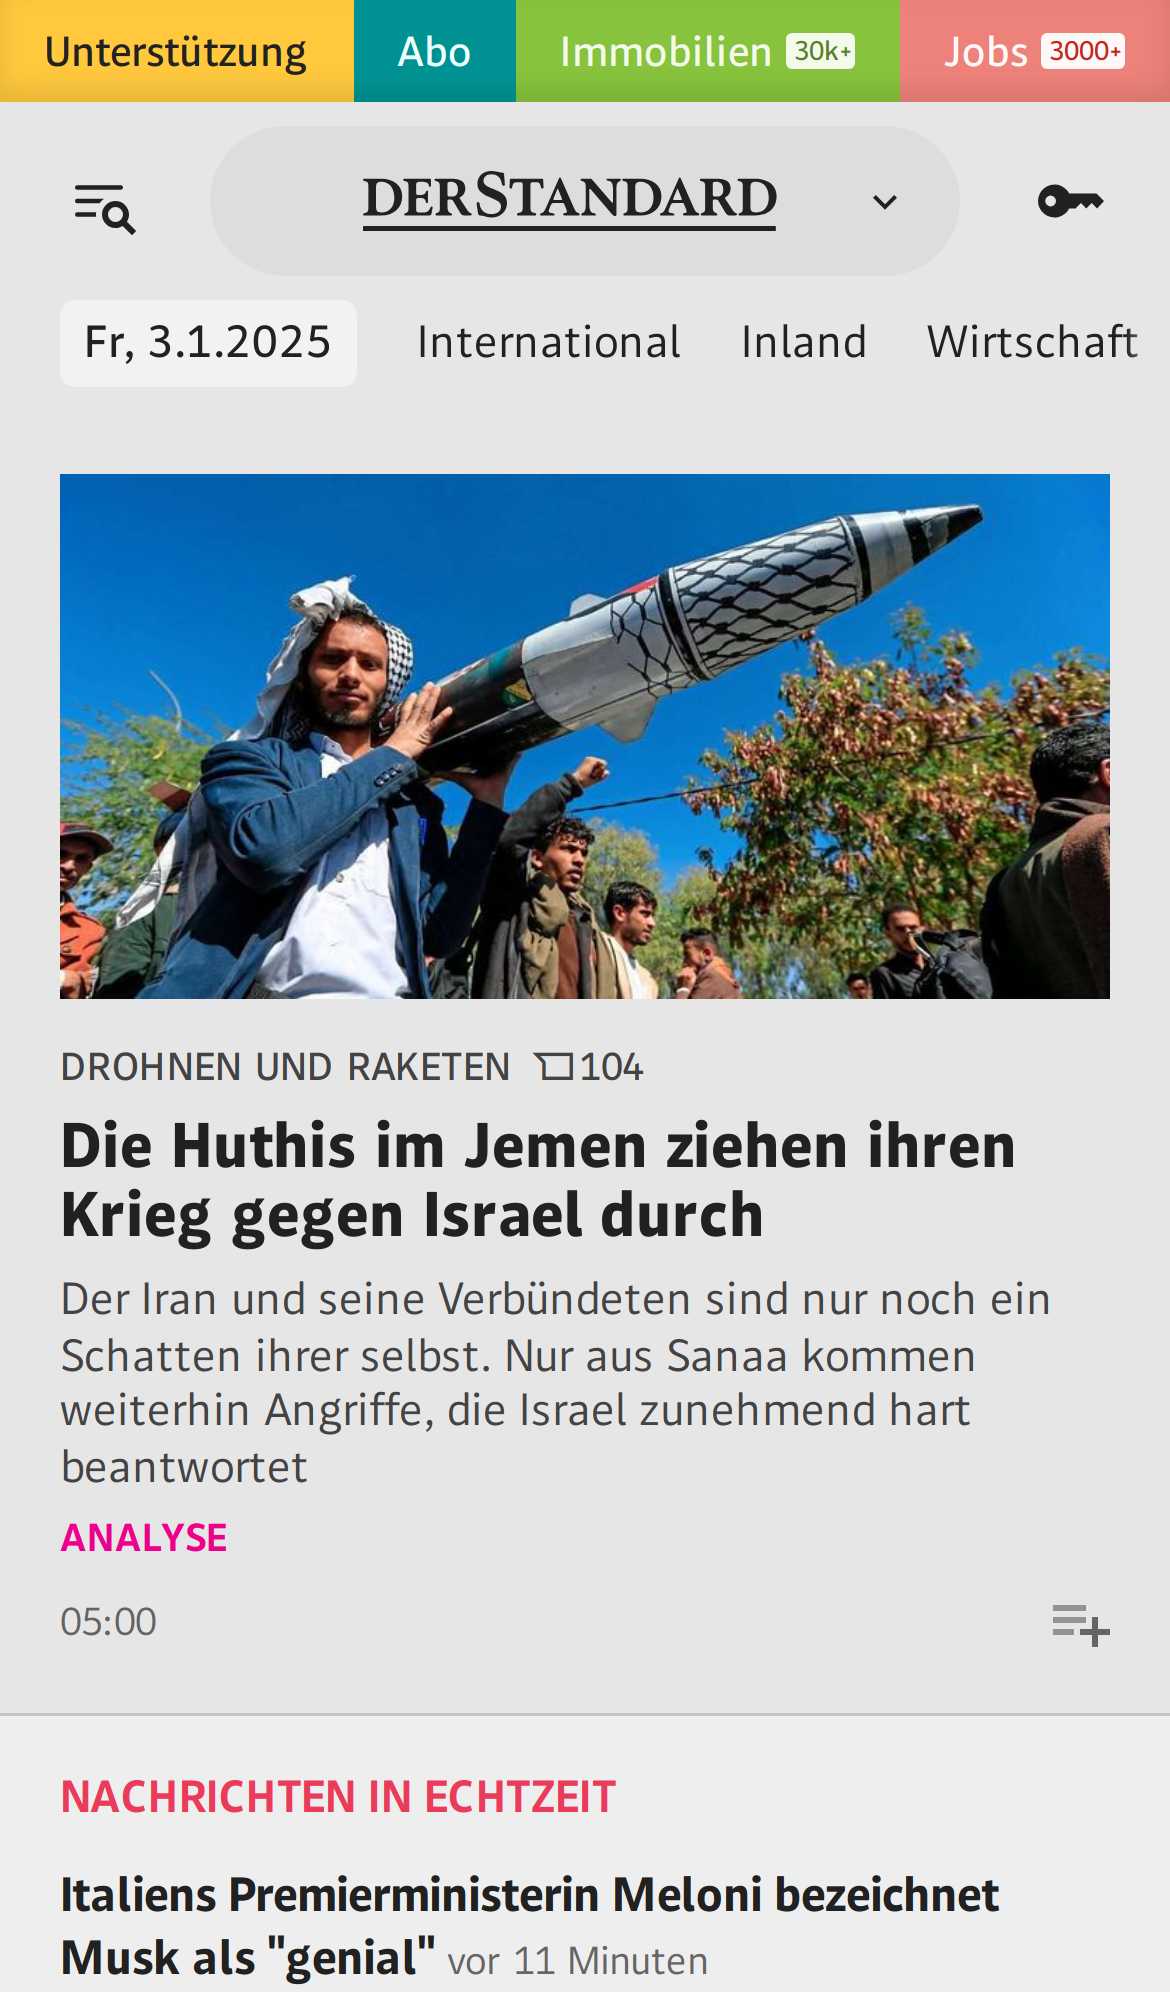 Unterstützung
Abo
Immobilien 30k+
Jobs 3000+
DERSTANDARD
Fr, 3.1.2025
International
Inland
Wirtschaft
DROHNEN UND RAKETEN 104
Die Huthis im Jemen ziehen ihren
Krieg gegen Israel durch
Der Iran und seine Verbündeten sind nur noch ein
Schatten ihrer selbst. Nur aus Sanaa kommen
weiterhin Angriffe, die Israel zunehmend hart
beantwortet
ANALYSE
05:00
NACHRICHTEN IN ECHTZEIT
Italiens Premierministerin Meloni bezeichnet
Musk als "genial" vor 11 Minuten